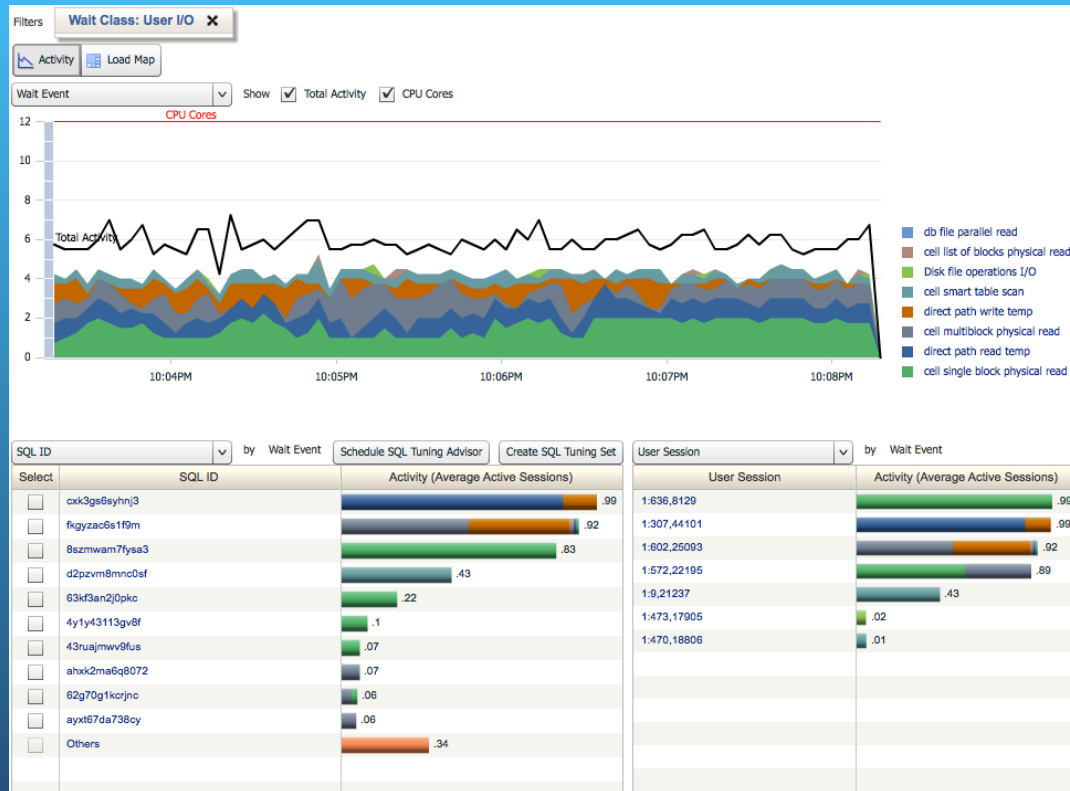 Filters Wait Class: User I/O ✕
Activity Load Map
Wait Event Show Total Activity CPU Cores
CPU Cores
12
10
8
6
4
2
0
Total Activity
10:04PM 10:05PM 10:06PM 10:07PM 10:08PM
db file parallel read
cell list of blocks physical read
Disk file operations I/O
cell smart table scan
direct path write temp
cell multiblock physical read
direct path read temp
cell single block physical read
SQL ID by Wait Event Schedule SQL Tuning Advisor Create SQL Tuning Set
Select SQL ID Activity (Average Active Sessions)
cxk3gs6syhnj3 .99
fkgyzac6s1f9m .92
8szmwam7fysa3 .83
d2pzvm8mnc0sf .43
63kf3an2j0pkc .22
4y1y43113gv8f .1
43ruajmwv9fus .07
ahxk2ma6q8072 .07
62g70g1kcrjnc .06
ayxt67da738cy .06
Others .34
User Session by Wait Event
User Session Activity (Average Active Sessions)
1:636,8129 .99
1:307,44101 .99
1:602,25093 .92
1:572,22195 .89
1:9,21237 .43
1:473,17905 .02
1:470,18806 .01